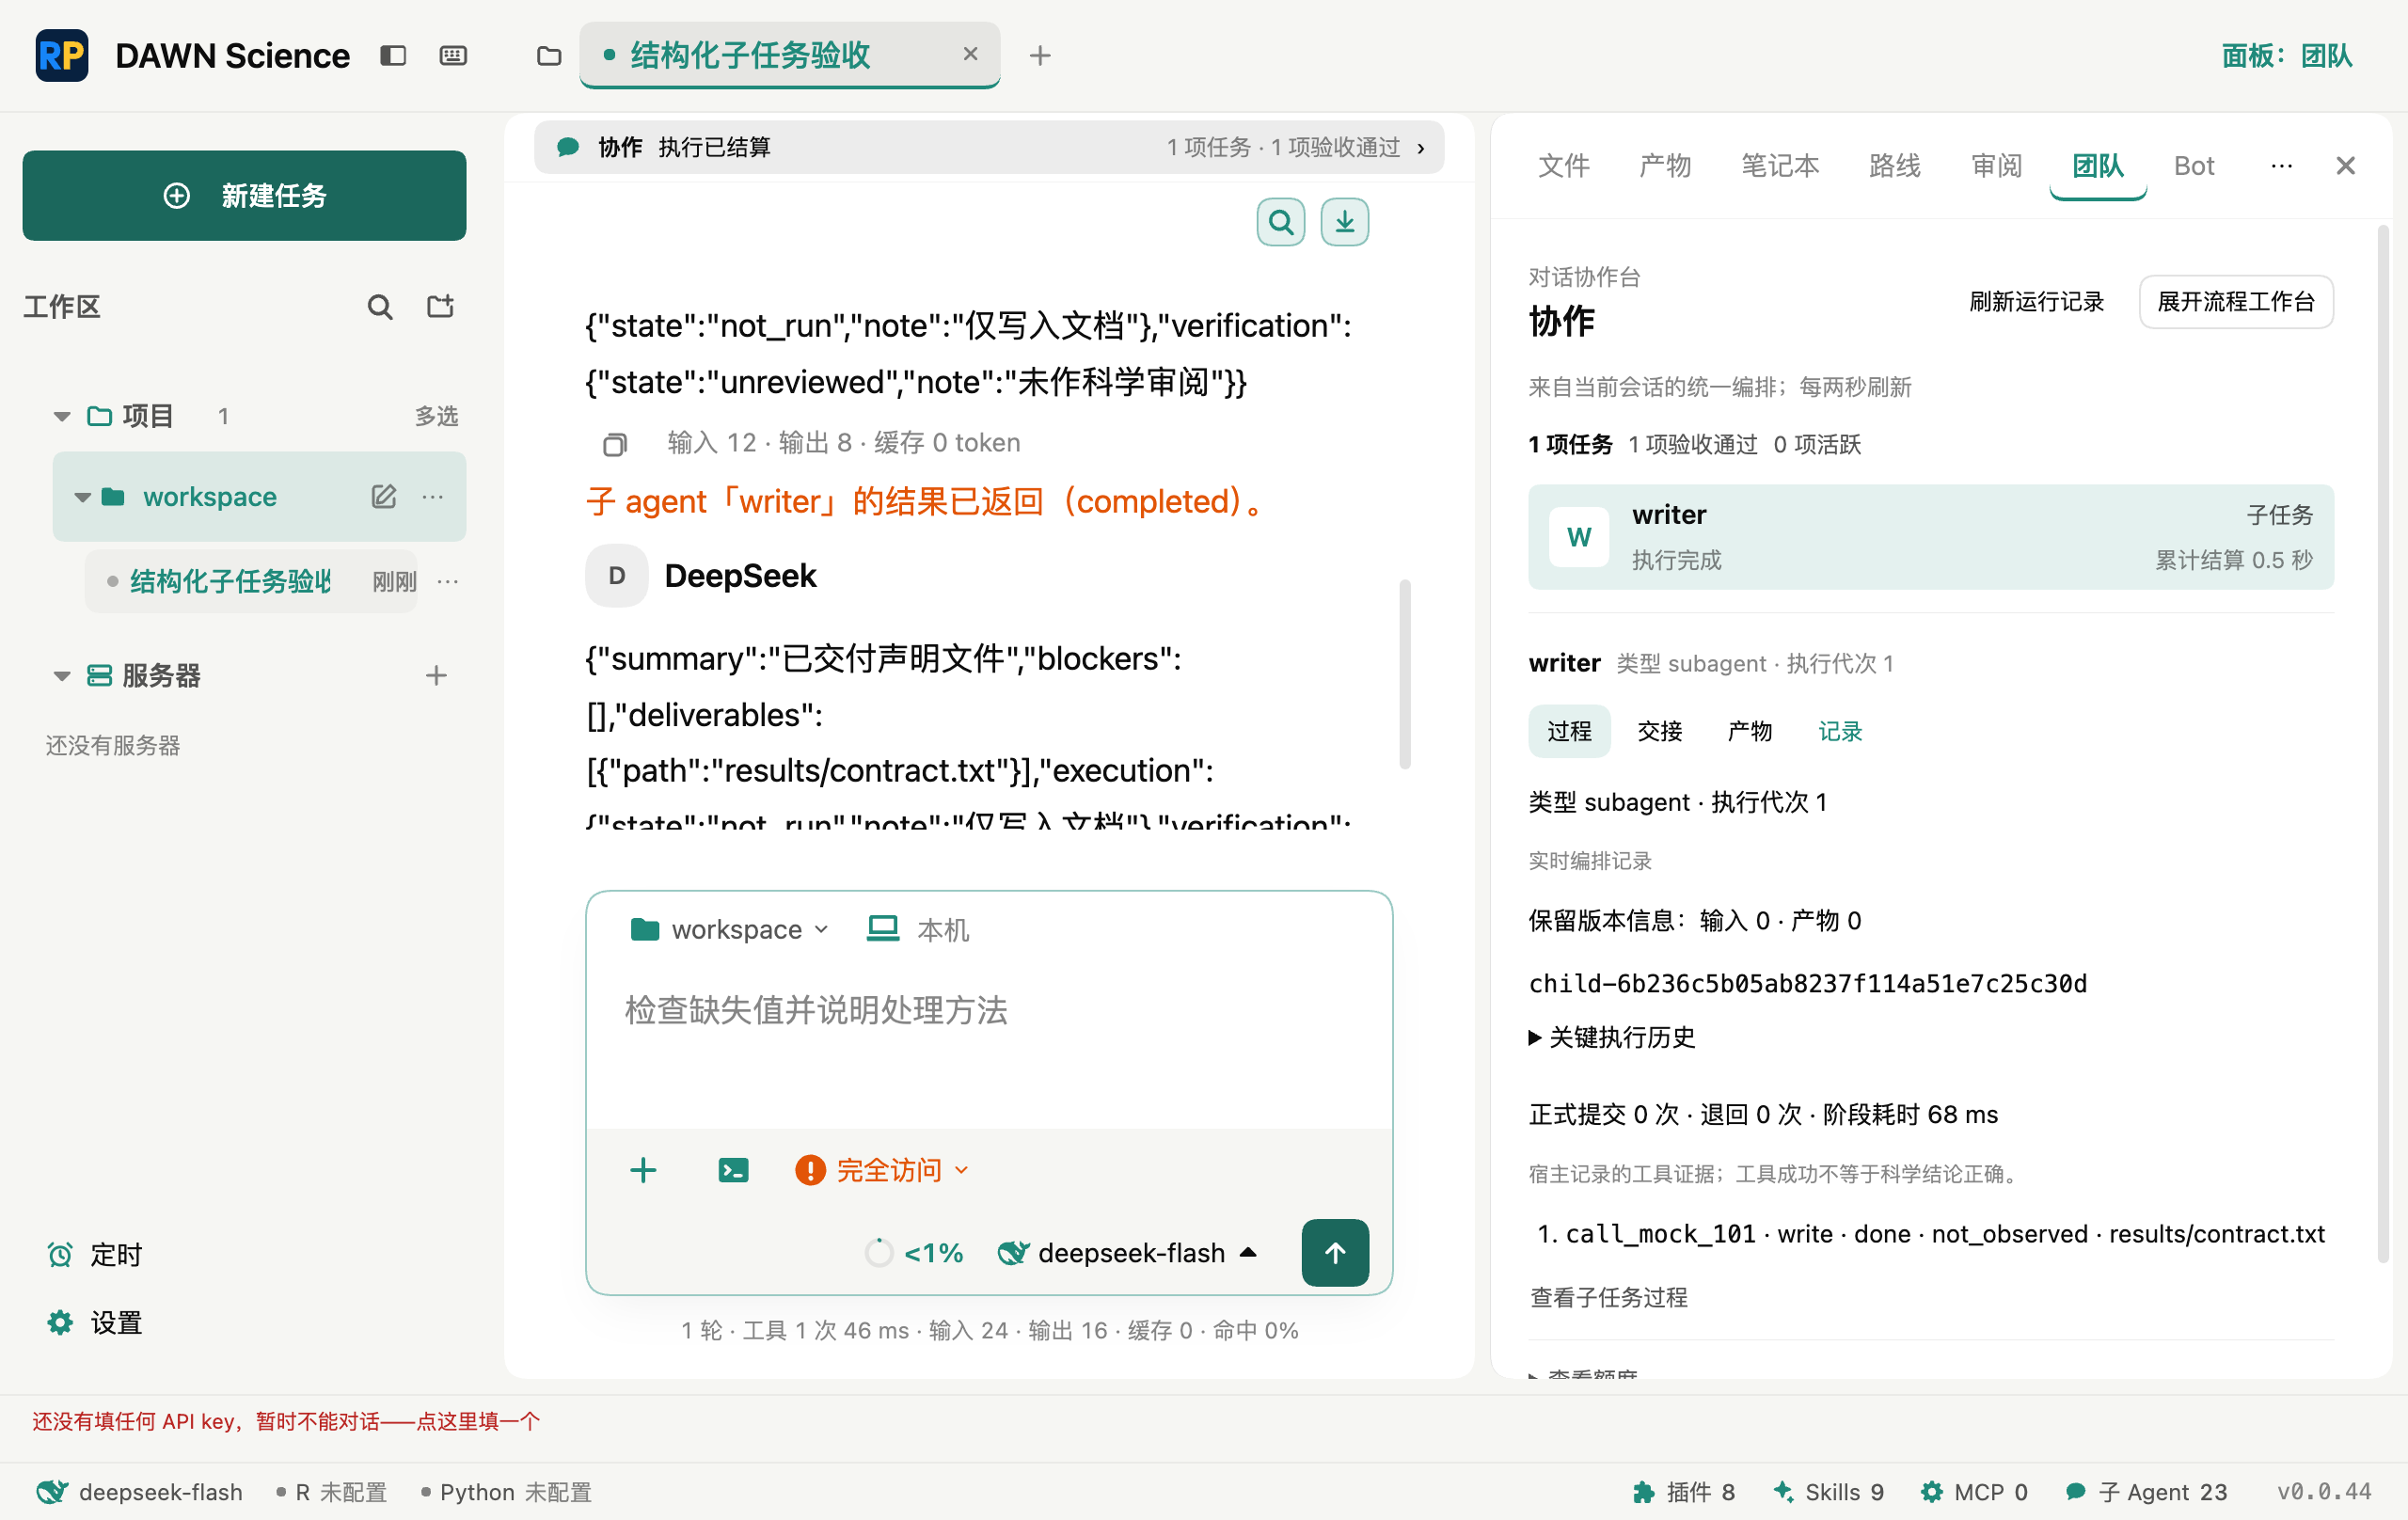 RP DAWN Science
结构化子任务验收
面板：团队
新建任务
工作区
项目 1 多选
workspace
结构化子任务验收 刚刚
服务器
还没有服务器
定时
设置
协作 执行已结算 1 项任务 · 1 项验收通过
{"state":"not_run","note":"仅写入文档"},"verification":
{"state":"unreviewed","note":"未作科学审阅"}}
输入 12 · 输出 8 · 缓存 0 token
子 agent「writer」的结果已返回（completed）。
D DeepSeek
{"summary":"已交付声明文件","blockers":
[],"deliverables":
[{"path":"results/contract.txt"}],"execution":
{"state":"not_run","note":"仅写入文档"},"verification":
workspace 本机
检查缺失值并说明处理方法
完全访问
<1% deepseek-flash
1 轮 · 工具 1 次 46 ms · 输入 24 · 输出 16 · 缓存 0 · 命中 0%
文件 产物 笔记本 路线 审阅 团队 Bot
对话协作台
协作
刷新运行记录 展开流程工作台
来自当前会话的统一编排；每两秒刷新
1 项任务 1 项验收通过 0 项活跃
W writer 子任务
执行完成 累计结算 0.5 秒
writer 类型 subagent · 执行代次 1
过程 交接 产物 记录
类型 subagent · 执行代次 1
实时编排记录
保留版本信息：输入 0 · 产物 0
child-6b236c5b05ab8237f114a51e7c25c30d
关键执行历史
正式提交 0 次 · 退回 0 次 · 阶段耗时 68 ms
宿主记录的工具证据；工具成功不等于科学结论正确。
1. call_mock_101 · write · done · not_observed · results/contract.txt
查看子任务过程
查看额度
还没有填任何 API key，暂时不能对话——点这里填一个
deepseek-flash R 未配置 Python 未配置
插件 8 Skills 9 MCP 0 子 Agent 23 v0.0.44